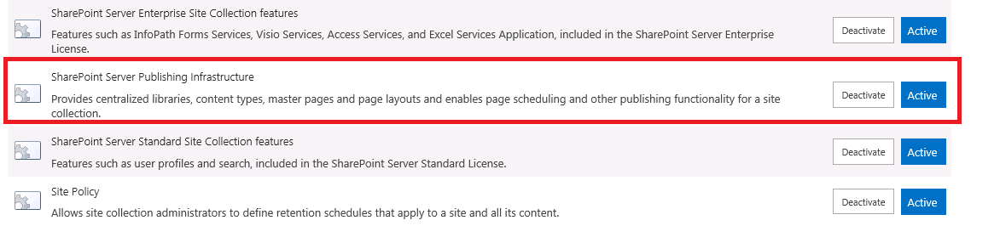 SharePoint Server Enterprise Site Collection features
Features such as InfoPath Forms Services, Visio Services, Access Services, and Excel Services Application, included in the SharePoint Server Enterprise
License.
Deactivate
Active
SharePoint Server Publishing Infrastructure
Provides centralized libraries, content types, master pages and page layouts and enables page scheduling and other publishing functionality for a site
collection.
Deactivate
Active
SharePoint Server Standard Site Collection features
Features such as user profiles and search, included in the SharePoint Server Standard License.
Deactivate
Active
Site Policy
Allows site collection administrators to define retention schedules that apply to a site and all its content.
Deactivate
Active